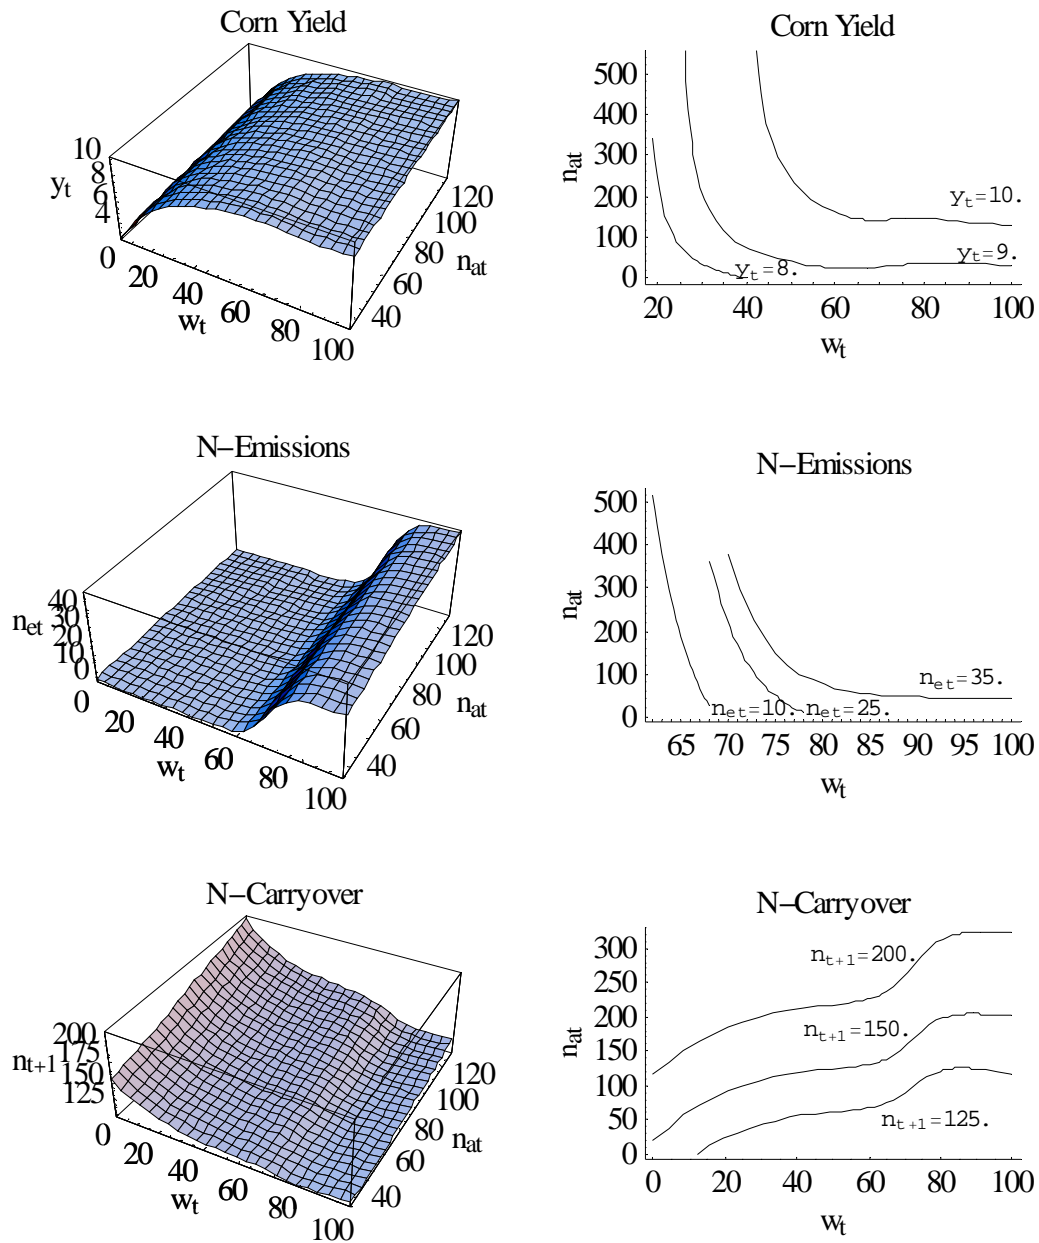 Corn Yield
10
8
6
4
y_t
0
20
40
60
80
100
w_t
40
60
80
100
120
n_at
Corn Yield
500
400
300
200
100
0
n_at
y_t=10.
y_t=9.
y_t=8.
20
40
60
80
100
w_t
N−Emissions
40
30
20
10
0
n_et
0
20
40
60
80
100
w_t
40
60
80
100
120
n_at
N−Emissions
500
400
300
200
100
0
n_at
n_et=35.
n_et=10.
n_et=25.
65
70
75
80
85
90
95
100
w_t
N−Carryover
200
175
150
125
n_t+1
0
20
40
60
80
100
w_t
40
60
80
100
120
n_at
N−Carryover
300
250
200
150
100
50
0
n_at
n_t+1=200.
n_t+1=150.
n_t+1=125.
0
20
40
60
80
100
w_t